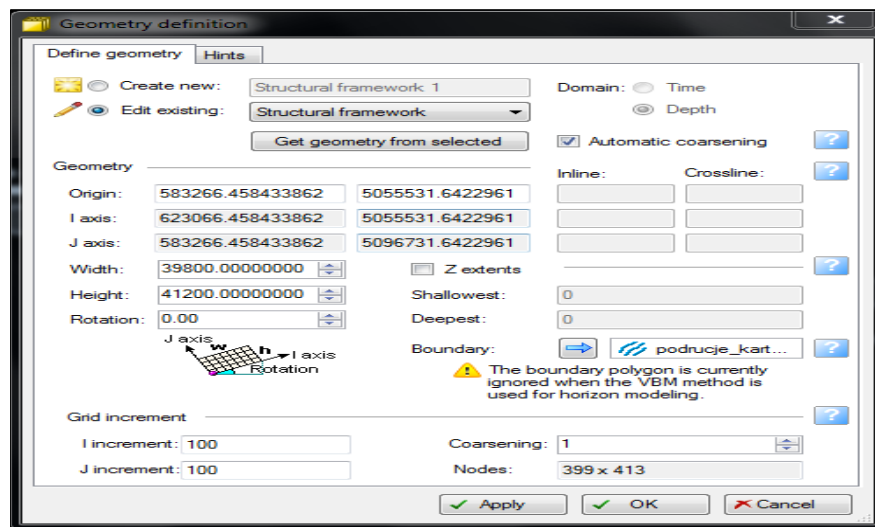 Geometry definition
Define geometry Hints
Create new: Structural framework 1 Domain: Time
Edit existing: Structural framework Depth
Get geometry from selected Automatic coarsening ?
Geometry Inline: Crossline: ?
Origin: 583266.458433862 5055531.6422961
I axis: 623066.458433862 5055531.6422961
J axis: 583266.458433862 5096731.6422961
Width: 39800.00000000 Z extents ?
Height: 41200.00000000 Shallowest: 0
Rotation: 0.00 Deepest: 0
J axis w h I axis Rotation
Boundary: podrucje_kart... ?
The boundary polygon is currently
ignored when the VBM method is
used for horizon modeling.
Grid increment ?
I increment: 100 Coarsening: 1
J increment: 100 Nodes: 399 x 413
Apply OK Cancel